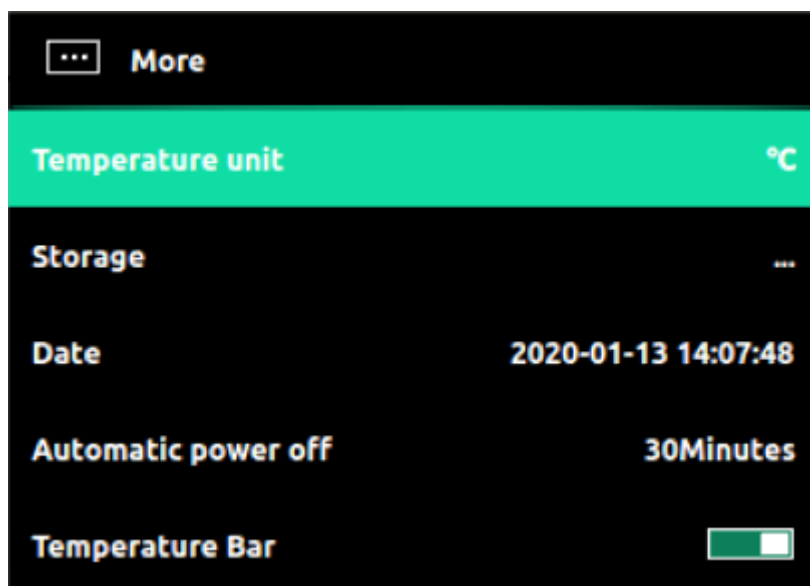 More
Temperature unit °C
Storage ...
Date 2020-01-13 14:07:48
Automatic power off 30Minutes
Temperature Bar